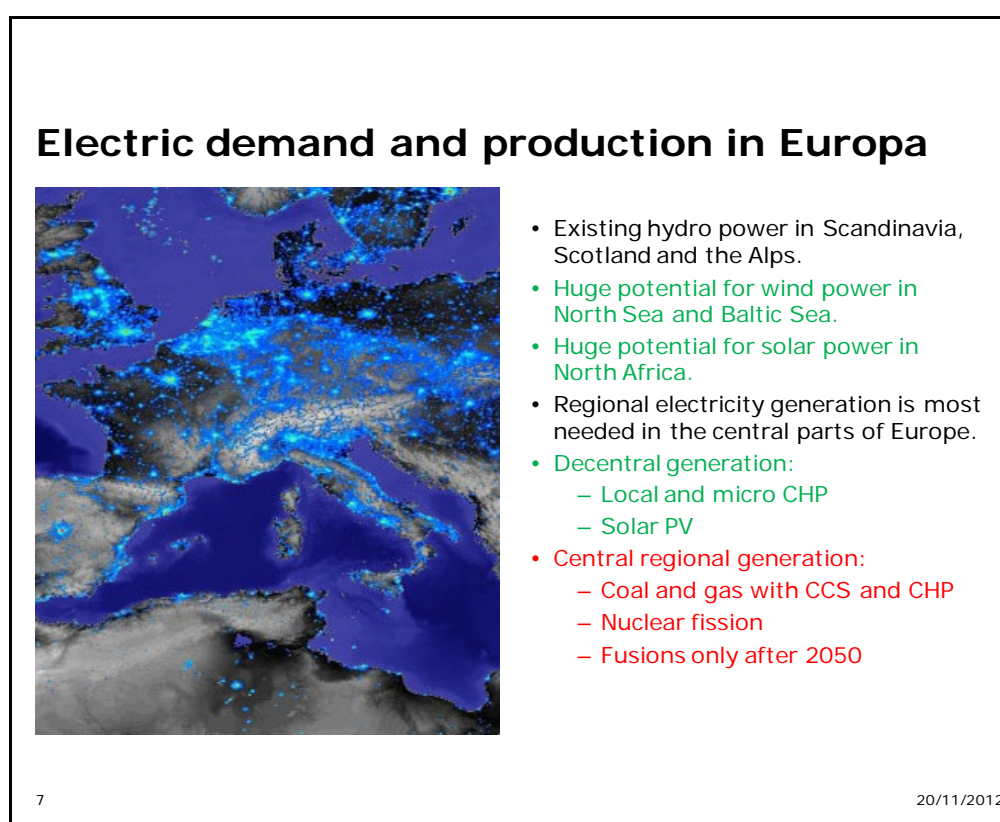 Electric demand and production in Europa
• Existing hydro power in Scandinavia,
Scotland and the Alps.
• Huge potential for wind power in
North Sea and Baltic Sea.
• Huge potential for solar power in
North Africa.
• Regional electricity generation is most
needed in the central parts of Europe.
• Decentral generation:
– Local and micro CHP
– Solar PV
• Central regional generation:
– Coal and gas with CCS and CHP
– Nuclear fission
– Fusions only after 2050
7
20/11/2012